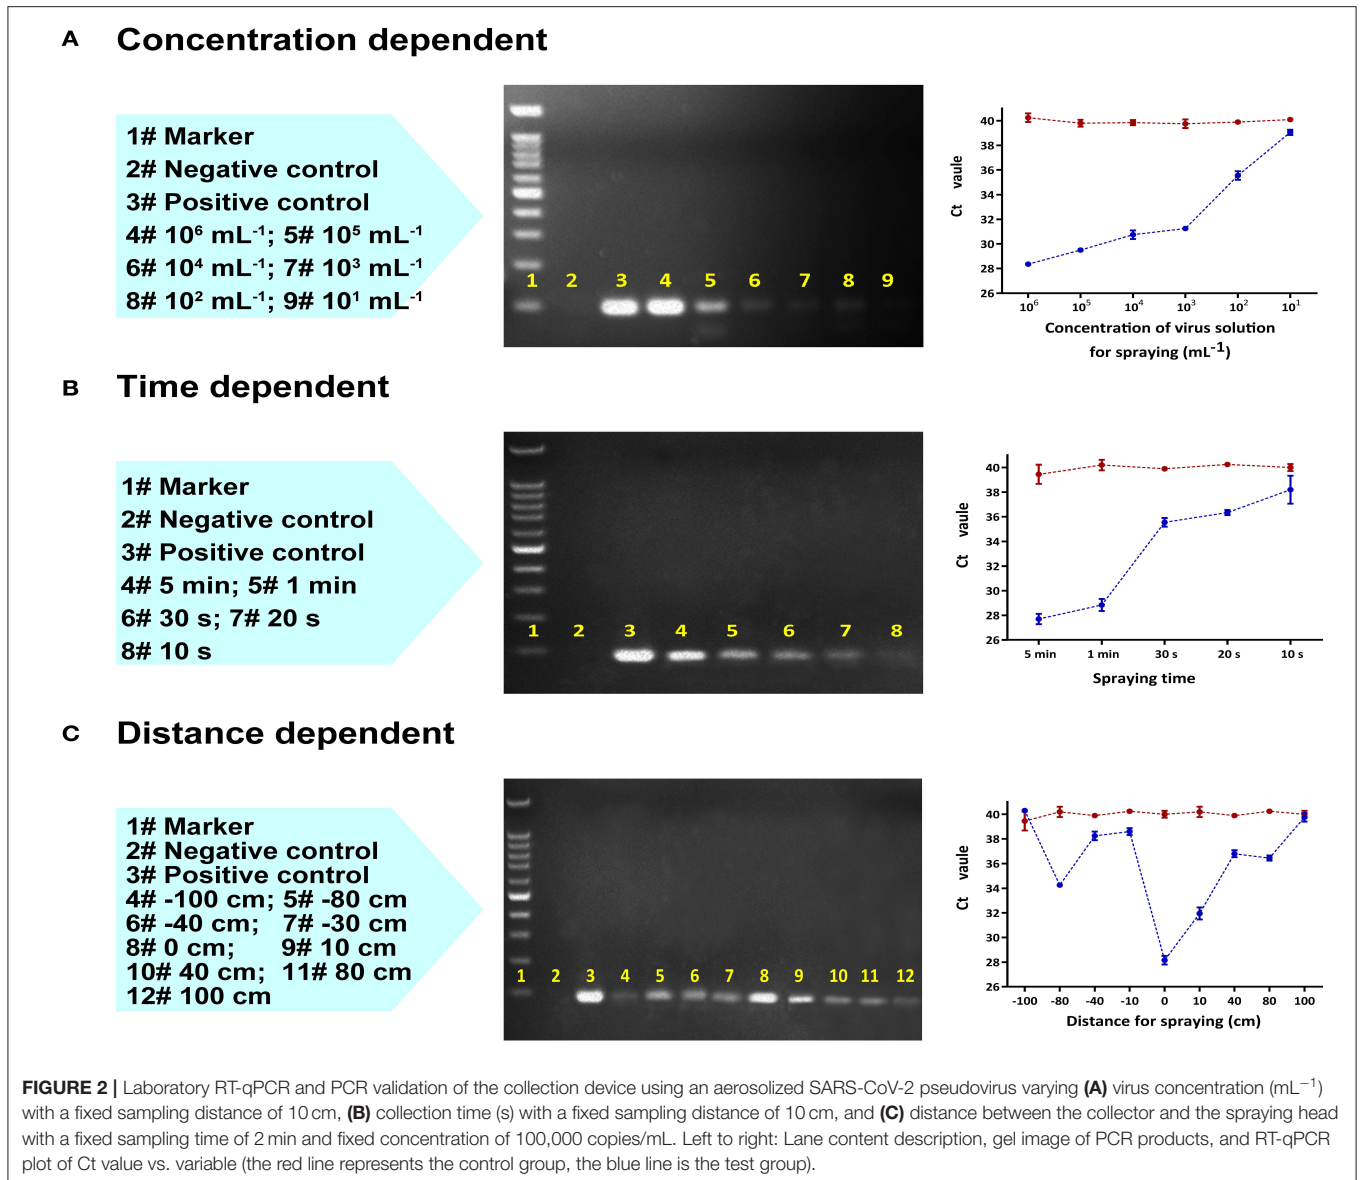 A Concentration dependent
1# Marker
2# Negative control
3# Positive control
4# 10⁶ mL⁻¹; 5# 10⁵ mL⁻¹
6# 10⁴ mL⁻¹; 7# 10³ mL⁻¹
8# 10² mL⁻¹; 9# 10¹ mL⁻¹
1 2 3 4 5 6 7 8 9
Ct vaule
40
38
36
34
32
30
28
26
10⁶ 10⁵ 10⁴ 10³ 10² 10¹
Concentration of virus solution
for spraying (mL⁻¹)
B Time dependent
1# Marker
2# Negative control
3# Positive control
4# 5 min; 5# 1 min
6# 30 s; 7# 20 s
8# 10 s
1 2 3 4 5 6 7 8
Ct vaule
40
38
36
34
32
30
28
26
5 min 1 min 30 s 20 s 10 s
Spraying time
C Distance dependent
1# Marker
2# Negative control
3# Positive control
4# -100 cm; 5# -80 cm
6# -40 cm; 7# -30 cm
8# 0 cm; 9# 10 cm
10# 40 cm; 11# 80 cm
12# 100 cm
1 2 3 4 5 6 7 8 9 10 11 12
Ct vaule
40
38
36
34
32
30
28
26
-100 -80 -40 -10 0 10 40 80 100
Distance for spraying (cm)
FIGURE 2 | Laboratory RT-qPCR and PCR validation of the collection device using an aerosolized SARS-CoV-2 pseudovirus varying (A) virus concentration (mL⁻¹)
with a fixed sampling distance of 10 cm, (B) collection time (s) with a fixed sampling distance of 10 cm, and (C) distance between the collector and the spraying head
with a fixed sampling time of 2 min and fixed concentration of 100,000 copies/mL. Left to right: Lane content description, gel image of PCR products, and RT-qPCR
plot of Ct value vs. variable (the red line represents the control group, the blue line is the test group).